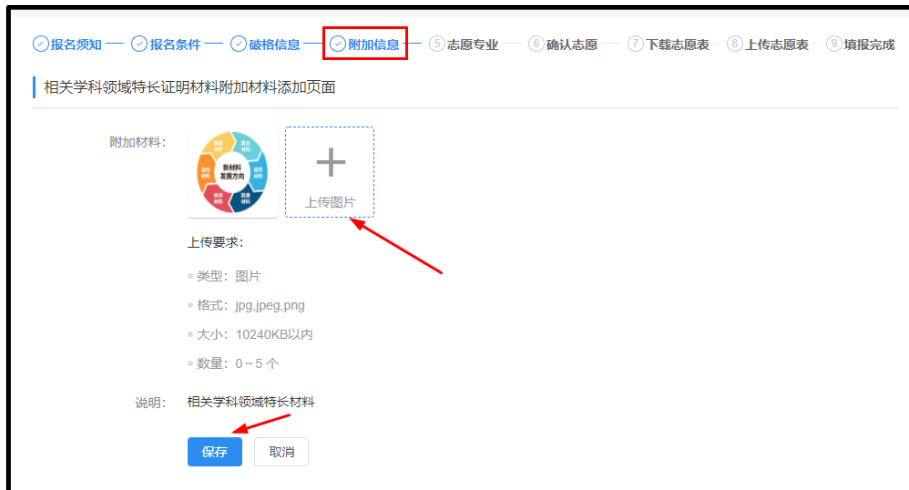 报名须知 报名条件 破格信息 附加信息 5 志愿专业 6 确认志愿 7 下载志愿表 8 上传志愿表 9 填报完成
相关学科领域特长证明材料附加材料添加页面
附加材料：
新材料
发展方向
上传图片
上传要求：
类型：图片
格式：jpg,jpeg,png
大小：10240KB以内
数量：0~5 个
说明： 相关学科领域特长材料
保存 取消